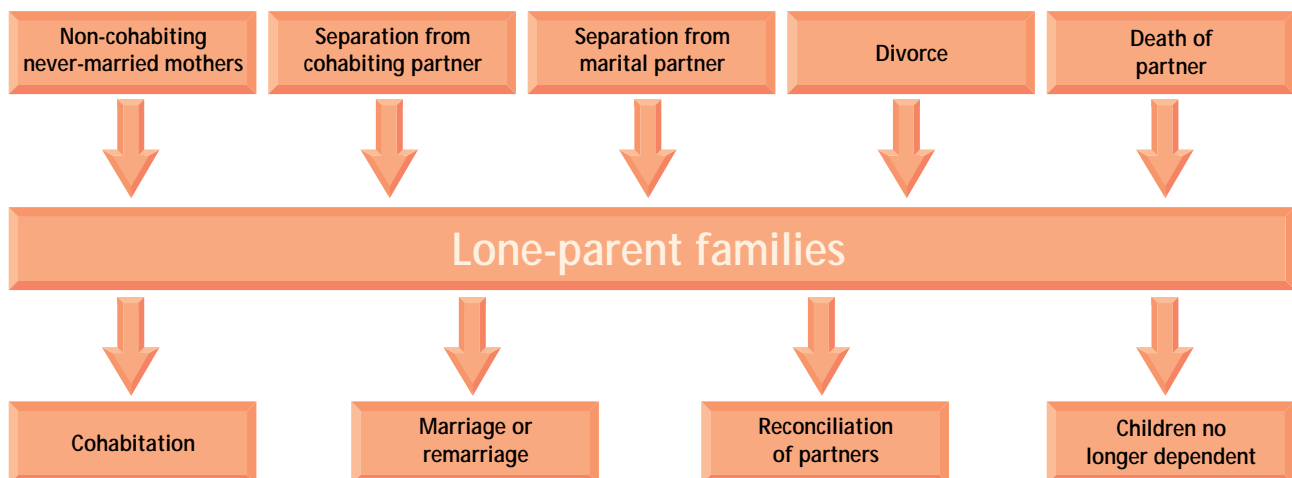 Non-cohabiting
never-married mothers
Separation from
cohabiting partner
Separation from
marital partner
Divorce
Death of
partner
Lone-parent families
Cohabitation
Marriage or
remarriage
Reconciliation
of partners
Children no
longer dependent